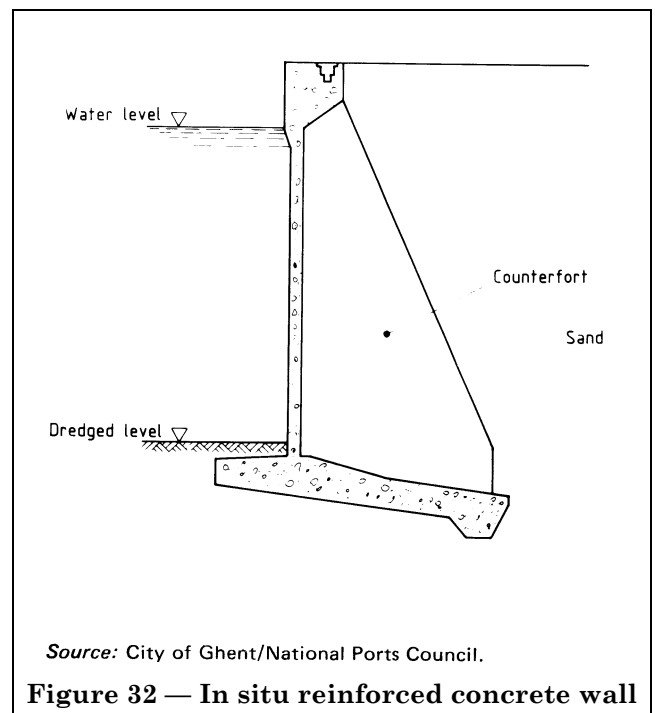 Water level
Counterfort
Sand
Dredged level
Source: City of Ghent/National Ports Council.
Figure 32 — In situ reinforced concrete wall